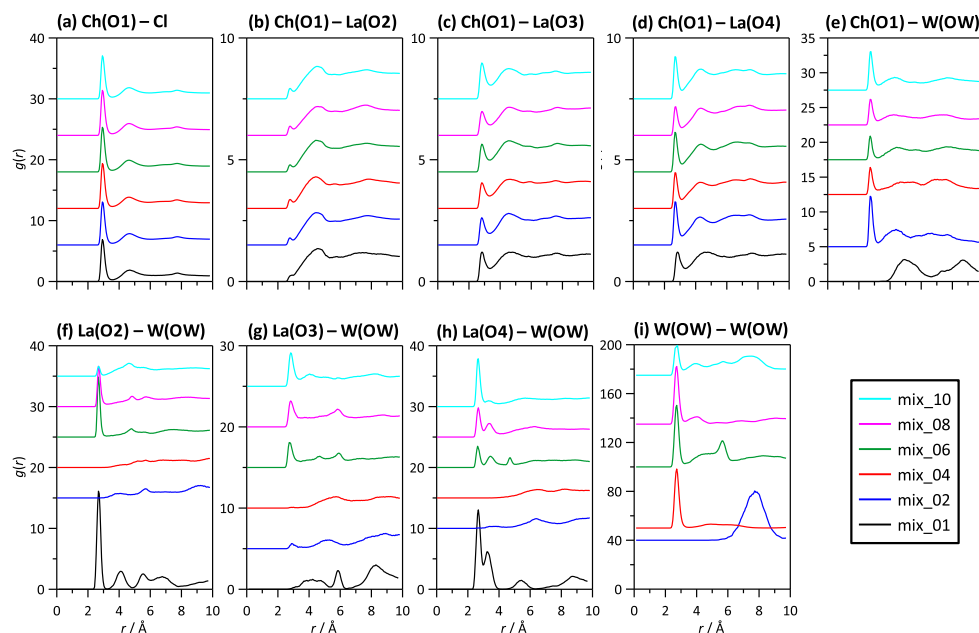 (a) Ch(O1) – Cl
(b) Ch(O1) – La(O2)
(c) Ch(O1) – La(O3)
(d) Ch(O1) – La(O4)
(e) Ch(O1) – W(OW)
40
30
20
10
0
g(r)
10
5
0
10
5
0
10
5
0
35
30
25
20
15
10
5
0
(f) La(O2) – W(OW)
(g) La(O3) – W(OW)
(h) La(O4) – W(OW)
(i) W(OW) – W(OW)
40
30
20
10
0
g(r)
0 2 4 6 8 10
r / Å
30
20
10
0
0 2 4 6 8 10
r / Å
40
30
20
10
0
0 2 4 6 8 10
r / Å
200
160
120
80
40
0
0 2 4 6 8 10
r / Å
mix_10
mix_08
mix_06
mix_04
mix_02
mix_01